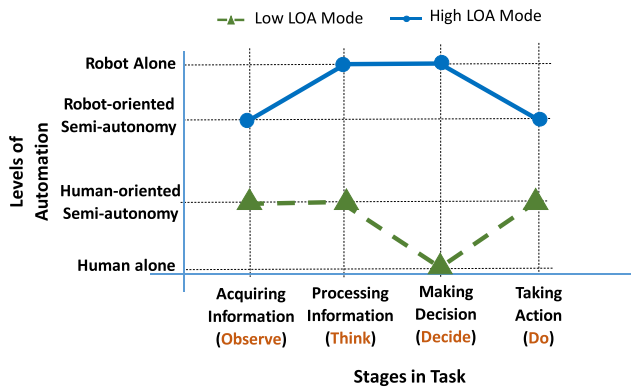 Low LOA Mode
High LOA Mode
Robot Alone
Robot-oriented
Semi-autonomy
Human-oriented
Semi-autonomy
Human alone
Levels of
Automation
Acquiring
Information
(Observe)
Processing
Information
(Think)
Making
Decision
(Decide)
Taking
Action
(Do)
Stages in Task